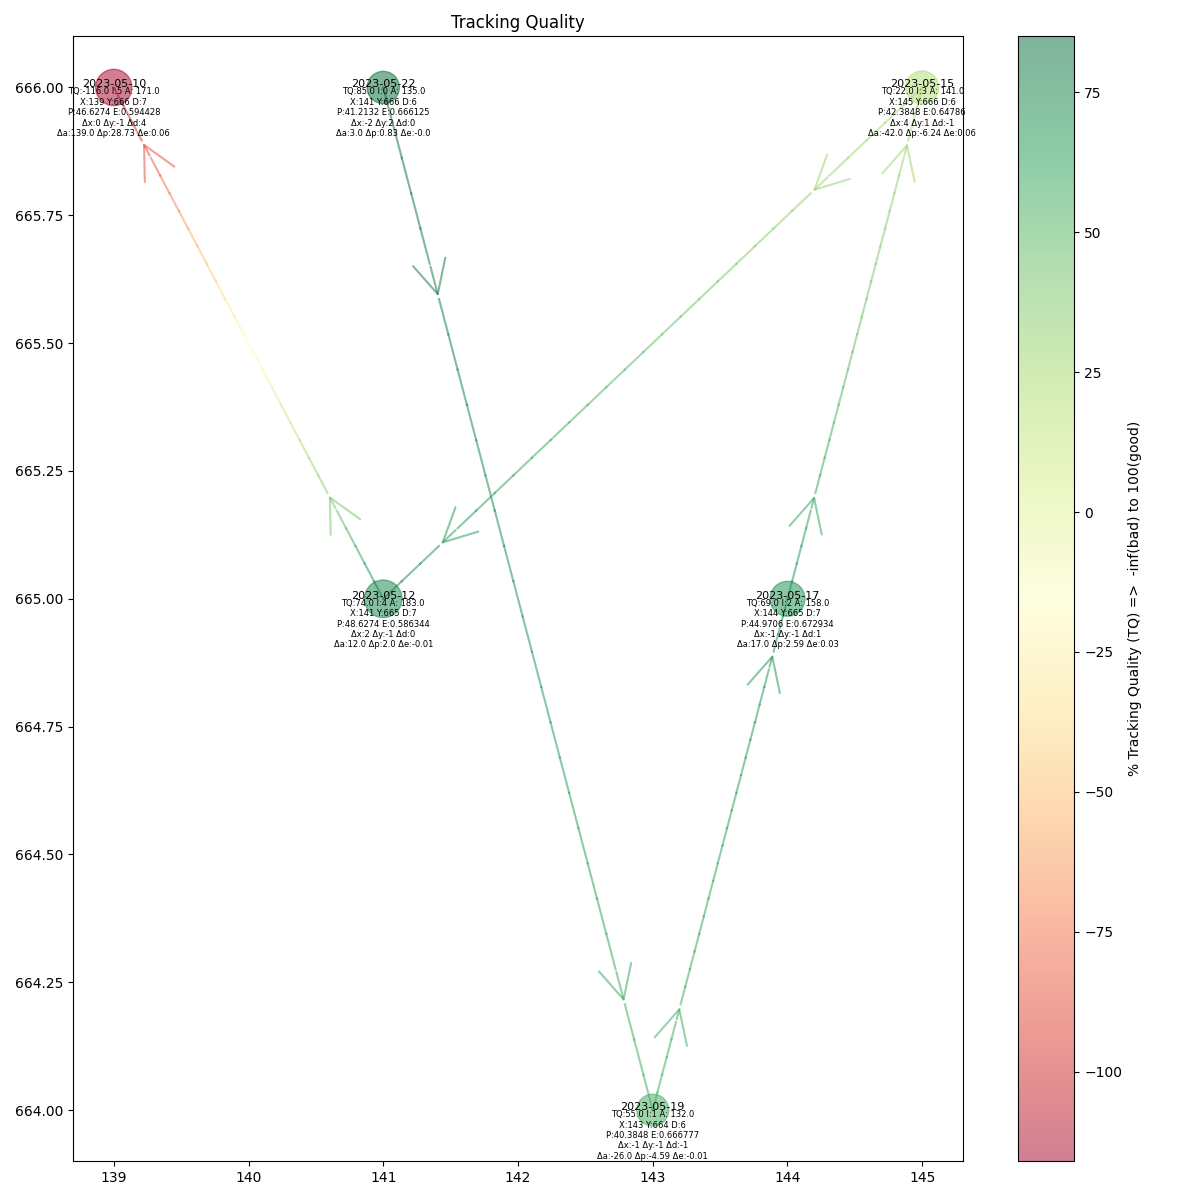 Tracking Quality
2023-05-10
TQ:-116.0 I:5 A: 171.0
X:139 Y:666 D:7
P:46.6274 E:0.594428
Δx:0 Δy:-1 Δd:4
Δa:139.0 Δp:28.73 Δe:0.06
2023-05-22
TQ:85.0 I:0 A: 135.0
X:141 Y:666 D:6
P:41.2132 E:0.666125
Δx:-2 Δy:2 Δd:0
Δa:3.0 Δp:0.83 Δe:-0.0
2023-05-15
TQ:22.0 I:3 A: 141.0
X:145 Y:666 D:6
P:42.3848 E:0.64786
Δx:4 Δy:1 Δd:-1
Δa:-42.0 Δp:-6.24 Δe:0.06
2023-05-12
TQ:74.0 I:4 A: 183.0
X:141 Y:665 D:7
P:48.6274 E:0.586344
Δx:2 Δy:-1 Δd:0
Δa:12.0 Δp:2.0 Δe:-0.01
2023-05-17
TQ:69.0 I:2 A: 158.0
X:144 Y:665 D:7
P:44.9706 E:0.672934
Δx:-1 Δy:-1 Δd:1
Δa:17.0 Δp:2.59 Δe:0.03
2023-05-19
TQ:55.0 I:1 A: 132.0
X:143 Y:664 D:6
P:40.3848 E:0.666777
Δx:-1 Δy:-1 Δd:-1
Δa:-26.0 Δp:-4.59 Δe:-0.01
666.00
665.75
665.50
665.25
665.00
664.75
664.50
664.25
664.00
139
140
141
142
143
144
145
75
50
25
0
−25
−50
−75
−100
% Tracking Quality (TQ) => -inf(bad) to 100(good)